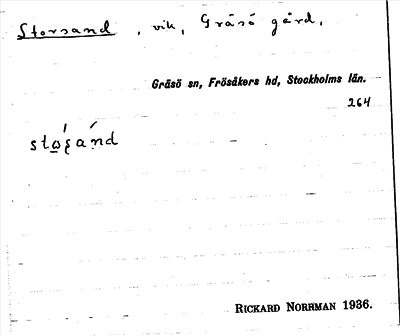 Storsand, vik, Gräsö gård.
Gräsö sn, Frösåkers hd, Stockholms län.
264
RICKARD NORRMAN 1936.